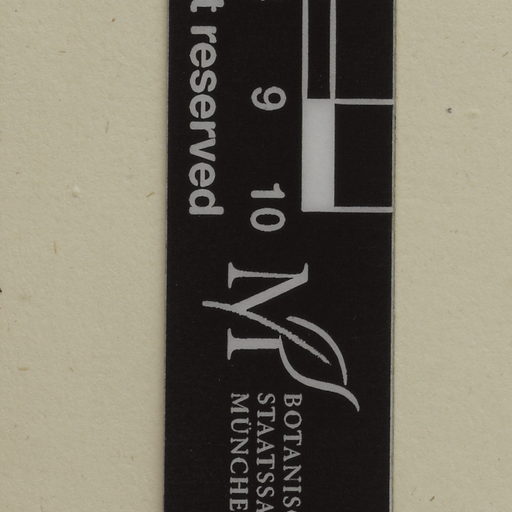 t reserved
9
10
M
BOTANIS
STAATSSA
MÜNCHE